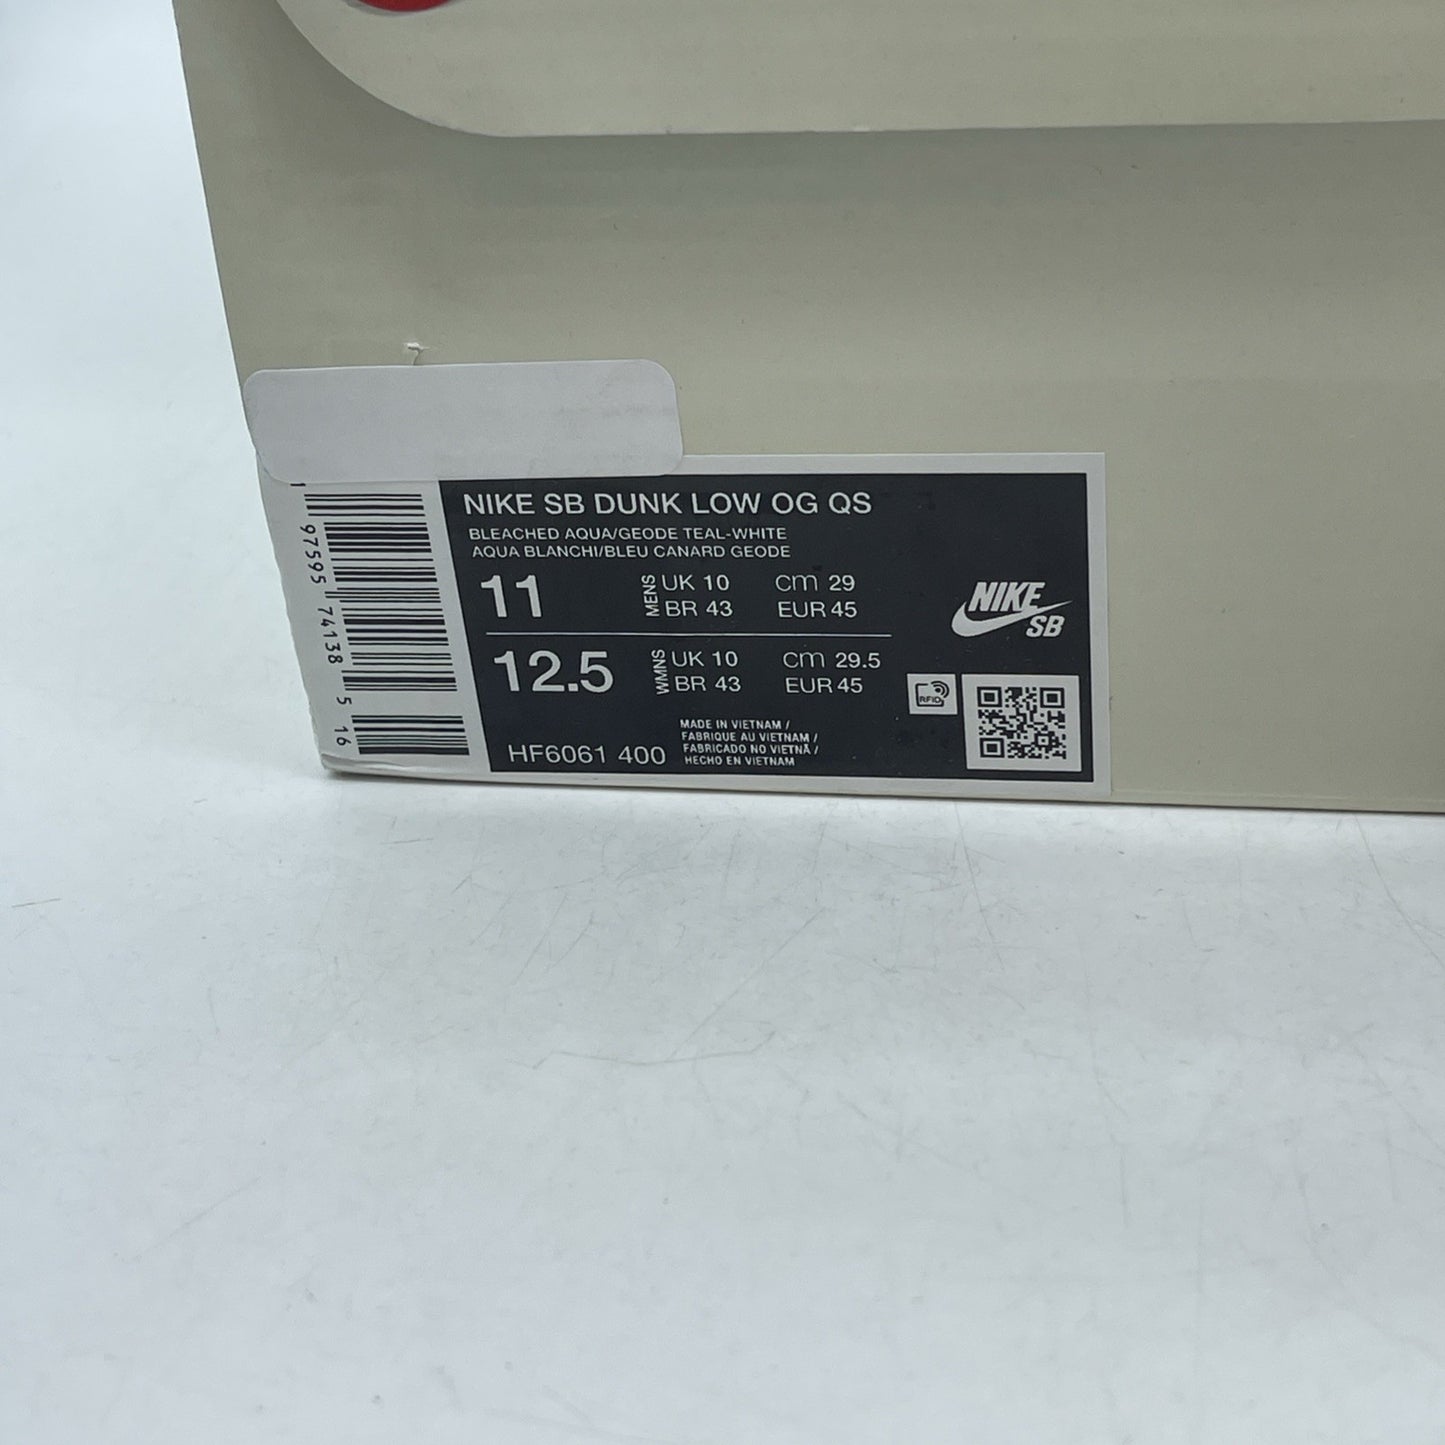 NIKE SB DUNK LOW OG QS
BLEACHED AQUA/GEODE TEAL-WHITE
AQUA BLANCHI/BLEU CANARD GEODE
11 MENS UK 10 cm 29
BR 43 EUR 45
12.5 WMNS UK 10 cm 29.5
BR 43 EUR 45
HF6061 400
MADE IN VIETNAM /
FABRIQUE AU VIETNAM /
FABRICADO NO VIETNÃ /
HECHO EN VIETNAM
NIKE
SB
RFID
1 97595 74138 5 16